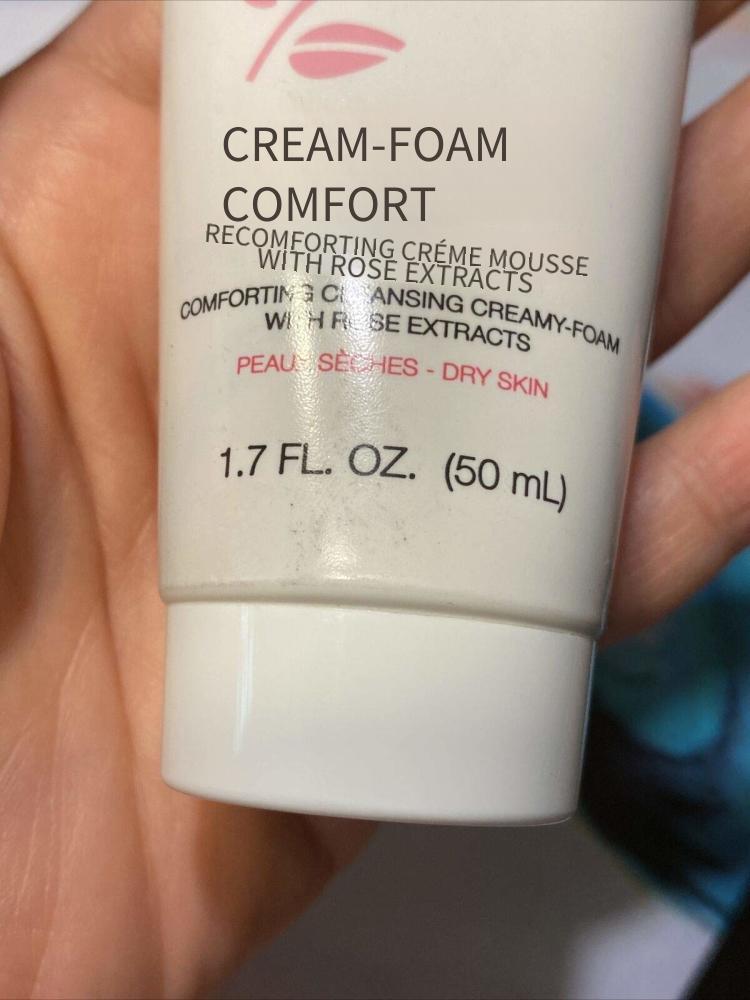 CREAM-FOAM
COMFORT
RECOMFORTING CRÉME MOUSSE
WITH ROSE EXTRACTS
COMFORTING CLEANSING CREAMY-FOAM
WITH ROSE EXTRACTS
PEAUX SÈCHES - DRY SKIN
1.7 FL. OZ. (50 mL)